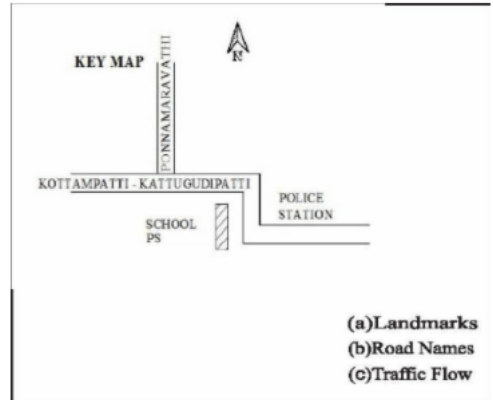 N
KEY MAP
PONNAMARAVATHI
KOTTAMPATTI - KATTUGUDIPATTI
POLICE
STATION
SCHOOL
PS
(a)Landmarks
(b)Road Names
(c)Traffic Flow